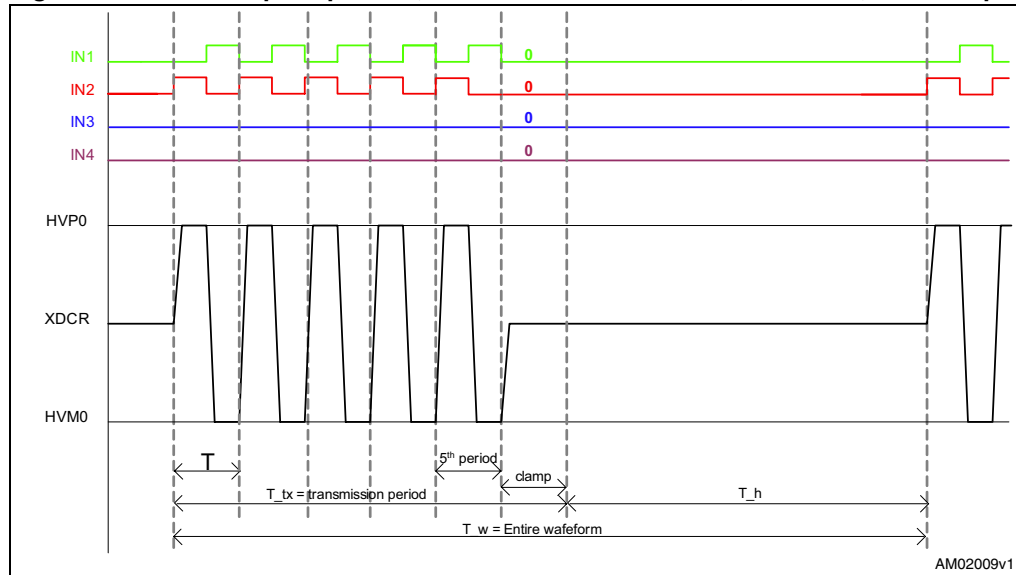 IN1
0
IN2
0
IN3
0
IN4
0
HVP0
XDCR
HVM0
T
5th period
clamp
T_tx = transmission period
T_h
T_w = Entire wafeform
AM02009v1